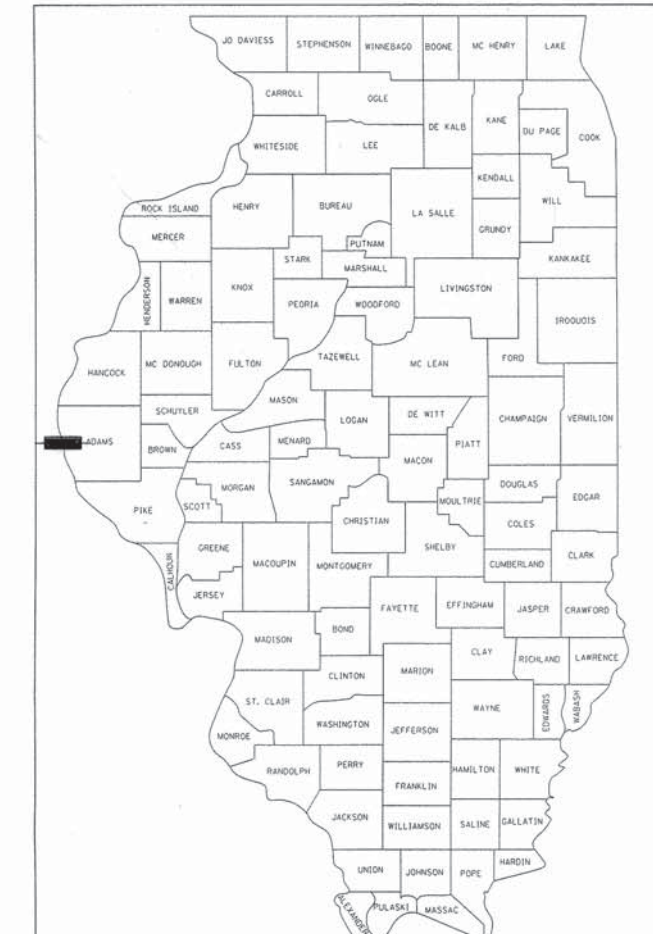 JO DAVIESS STEPHENSON WINNEBAGO BOONE MC HENRY LAKE
CARROLL OGLE DE KALB KANE DU PAGE COOK
WHITESIDE LEE
KENDALL
ROCK ISLAND HENRY BUREAU LA SALLE WILL
MERCER PUTNAM GRUNDY
STARK MARSHALL KANKAKEE
HENDERSON WARREN KNOX PEORIA WOODFORD LIVINGSTON IROQUOIS
HANCOCK MC DONOUGH FULTON TAZEWELL MC LEAN FORD
MASON
SCHUYLER LOGAN DE WITT CHAMPAIGN VERMILION
ADAMS BROWN CASS MENARD PIATT
MACON
MORGAN SANGAMON DOUGLAS
PIKE SCOTT MOULTRIE EDGAR
CHRISTIAN COLES
GREENE SHELBY
CALHOUN MACOUPIN MONTGOMERY CUMBERLAND CLARK
JERSEY FAYETTE EFFINGHAM JASPER CRAWFORD
MADISON BOND
CLAY RICHLAND LAWRENCE
CLINTON MARION
ST. CLAIR WAYNE EDWARDS WABASH
WASHINGTON JEFFERSON
MONROE
RANDOLPH PERRY HAMILTON WHITE
FRANKLIN
JACKSON WILLIAMSON SALINE GALLATIN
UNION JOHNSON POPE HARDIN
ALEXANDER PULASKI MASSAC